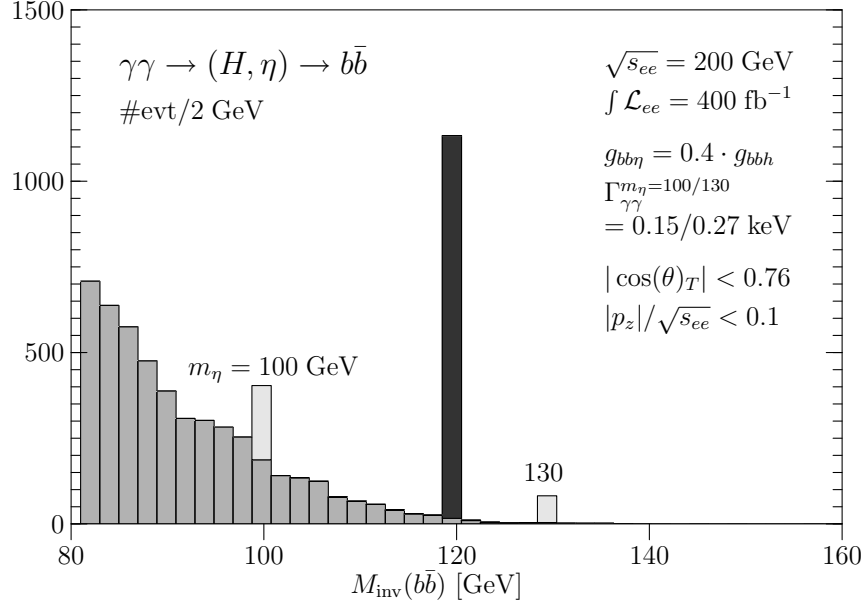 γγ → (H, η) → bb̄
#evt/2 GeV
√s_ee = 200 GeV
∫ ℒ_ee = 400 fb⁻¹
g_bbη = 0.4 · g_bbh
Γ_γγ^{m_η=100/130}
= 0.15/0.27 keV
| cos(θ)_T| < 0.76
|p_z|/√s_ee < 0.1
m_η = 100 GeV
130
1500
1000
500
0
80 100 120 140 160
M_inv(bb̄) [GeV]